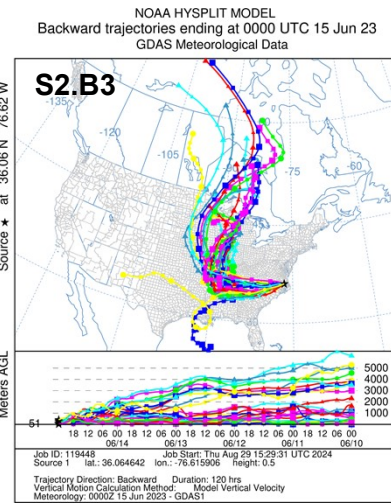 NOAA HYSPLIT MODEL
Backward trajectories ending at 0000 UTC 15 Jun 23
GDAS Meteorological Data
S2.B3
-135
-120
-105
-75
-60
45
Source ★ at 36.06 N 76.62 W
Meters AGL
5000
4000
3000
2000
1000
51
18 12 06 00 18 12 06 00 18 12 06 00 18 12 06 00 18 12 06 00
06/14 06/13 06/12 06/11 06/10
Job ID: 119448 Job Start: Thu Aug 29 15:29:31 UTC 2024
Source 1 lat.: 36.064642 lon.: -76.615906 height: 0.5
Trajectory Direction: Backward Duration: 120 hrs
Vertical Motion Calculation Method: Model Vertical Velocity
Meteorology: 0000Z 15 Jun 2023 - GDAS1